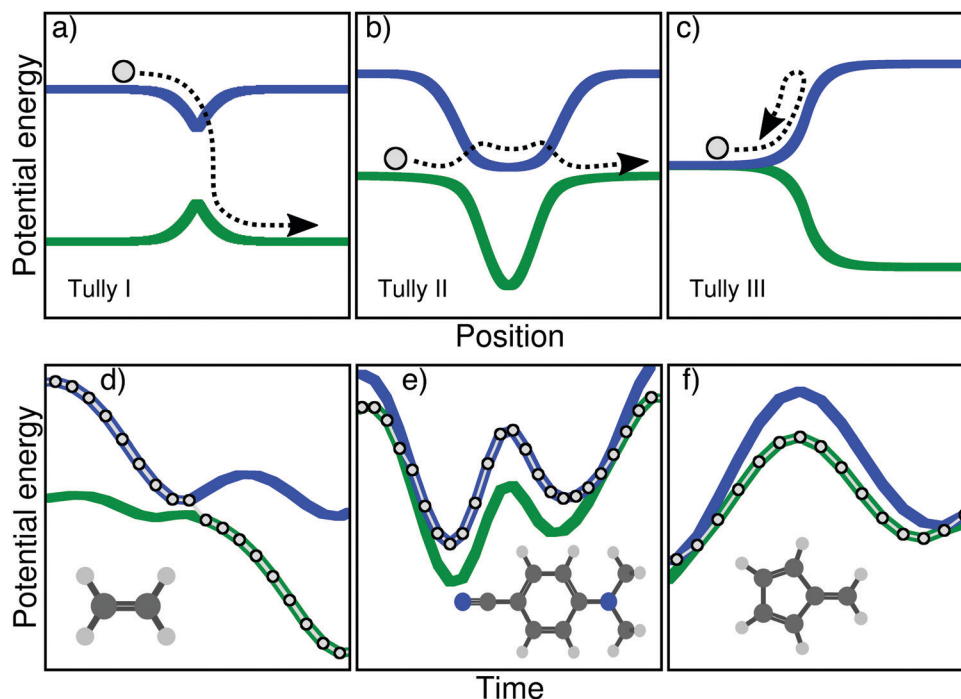 Potential energy
a)
b)
c)
Tully I
Tully II
Tully III
Position
Potential energy
d)
e)
f)
Time